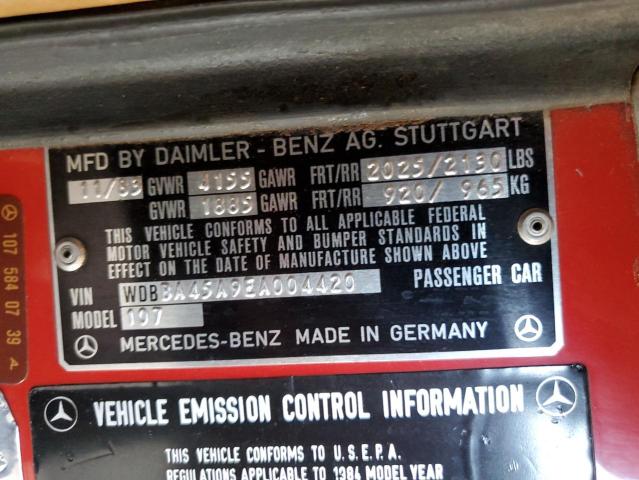 MFD BY DAIMLER - BENZ AG. STUTTGART
11/83 GVWR 4155 GAWR FRT/RR 2025/2130 LBS
GVWR 1885 GAWR FRT/RR 920/ 965 KG
THIS VEHICLE CONFORMS TO ALL APPLICABLE FEDERAL
MOTOR VEHICLE SAFETY AND BUMPER STANDARDS IN
EFFECT ON THE DATE OF MANUFACTURE SHOWN ABOVE
VIN WDBBA45A9EA004420 PASSENGER CAR
MODEL 107
MERCEDES-BENZ MADE IN GERMANY
107 584 07 39 A
VEHICLE EMISSION CONTROL INFORMATION
THIS VEHICLE CONFORMS TO U.S.E.P.A.
REGULATIONS APPLICABLE TO 1984 MODEL YEAR